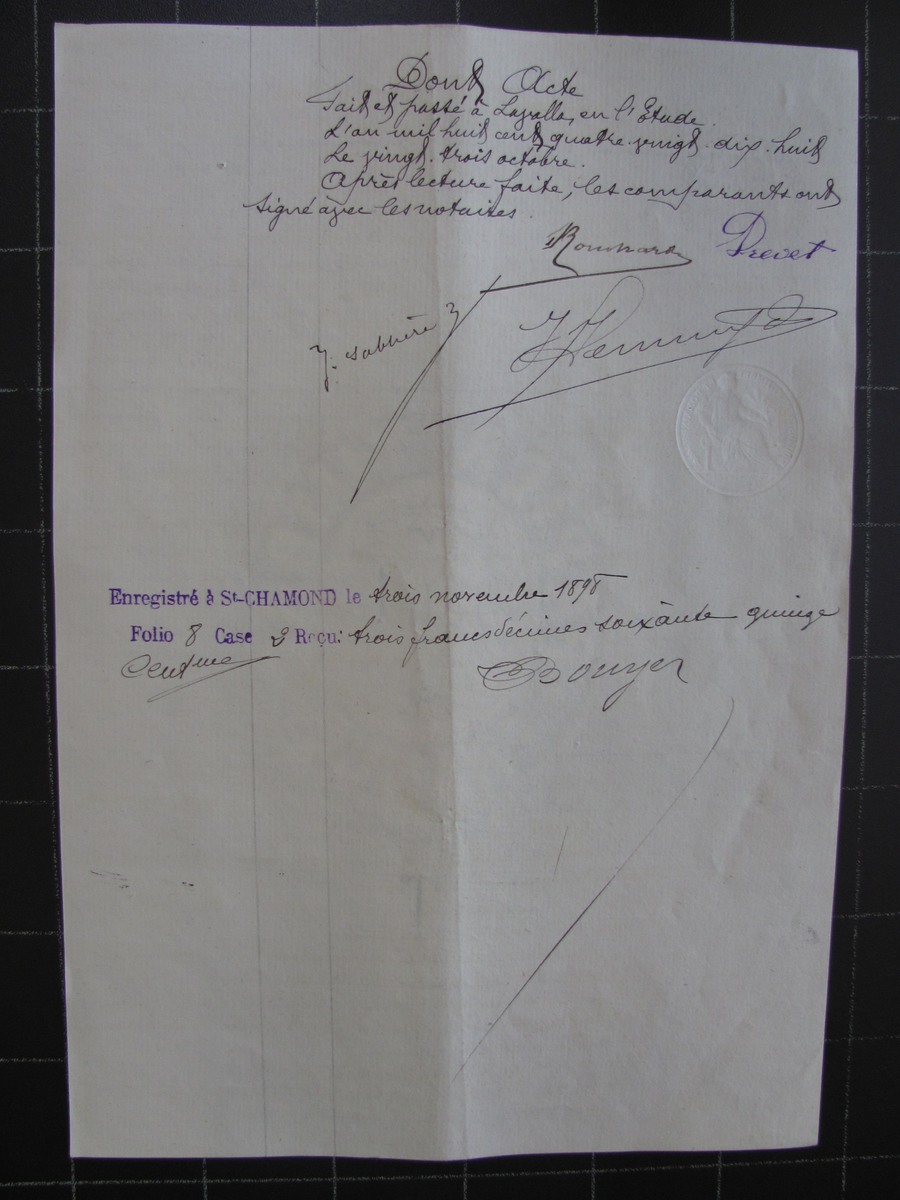 Dont Acte
Fait et passé à Lavalla, en l'Etude.
L'an mil huit cent quatre-vingt-dix-huit
Le vingt-trois octobre.
Après lecture faite, les comparants ont
signé avec les notaires.
Prevet
Enregistré à St-CHAMOND le trois novembre 1898
Folio 8 Case 2 Reçu: trois francs décimes soixante quinze
centmes
Bouyer